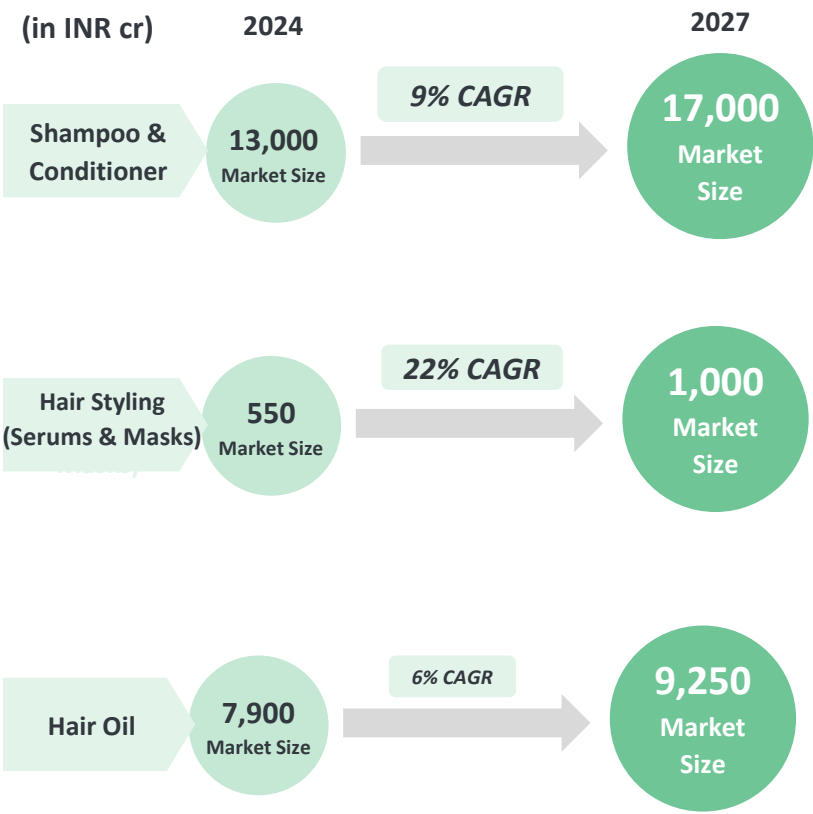 (in INR cr)
2024
2027
Shampoo &
Conditioner
13,000
Market Size
9% CAGR
17,000
Market
Size
Hair Styling
(Serums & Masks)
550
Market Size
22% CAGR
1,000
Market
Size
Hair Oil
7,900
Market Size
6% CAGR
9,250
Market
Size